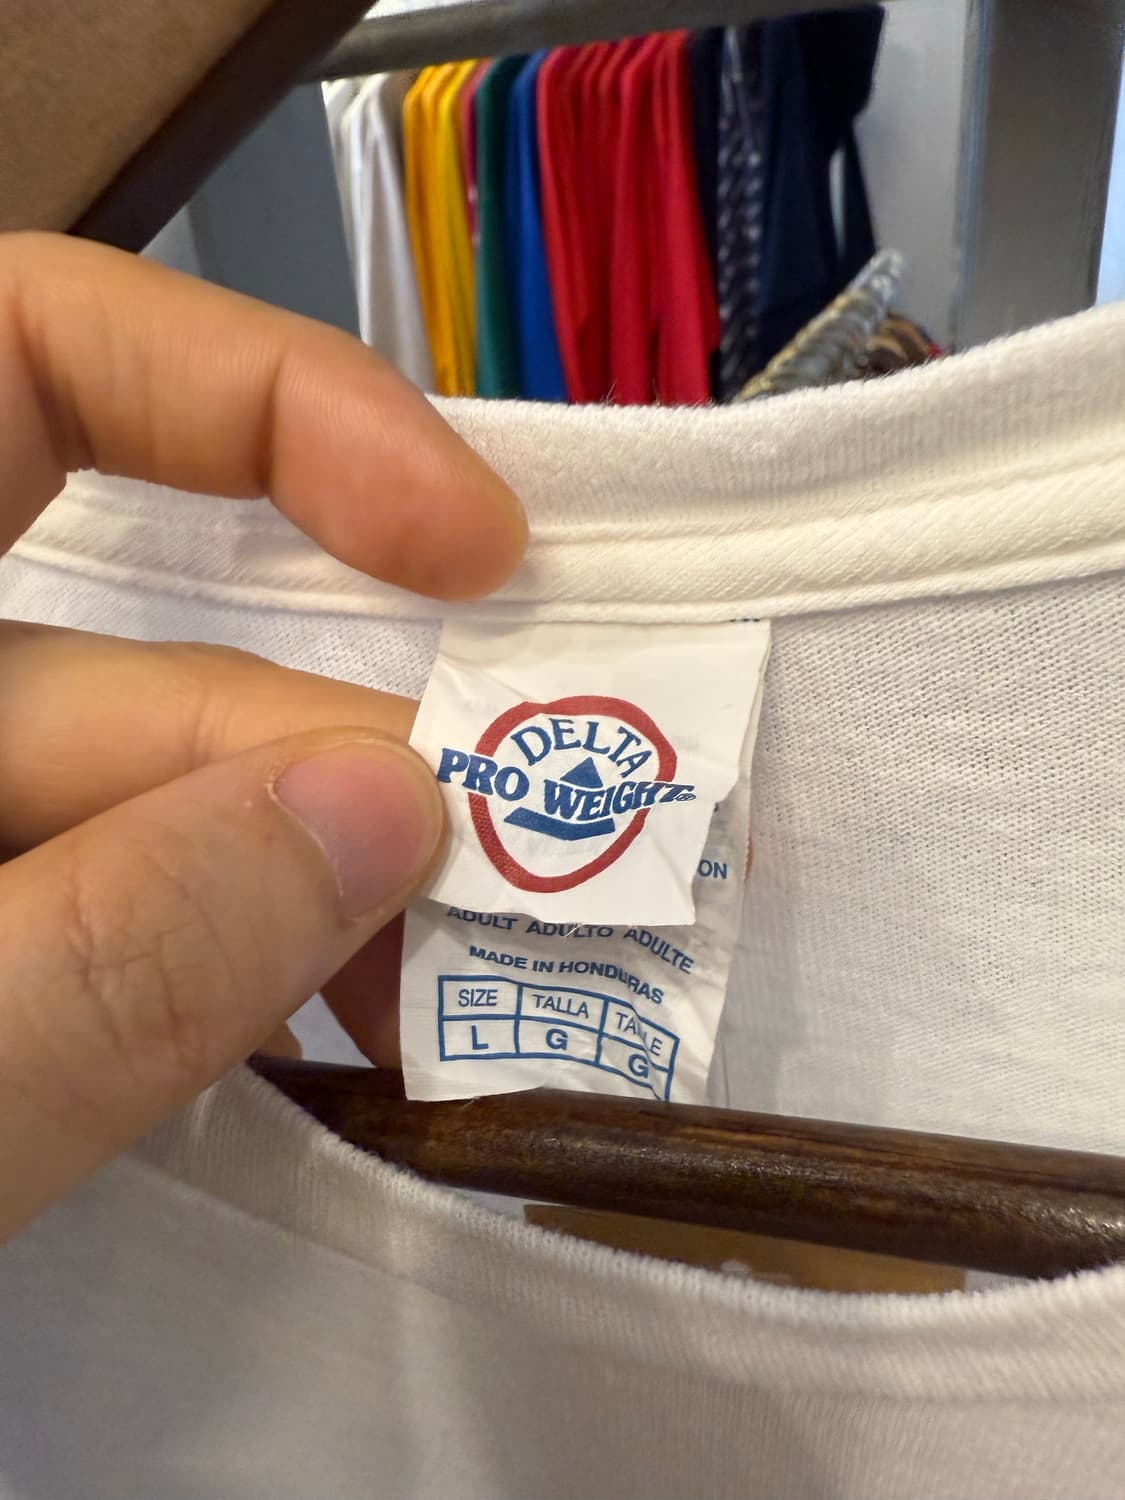 DELTA
PRO WEIGHT®
ON
ADULT ADULTO ADULTE
MADE IN HONDURAS
SIZE TALLA TAILLE
L G G